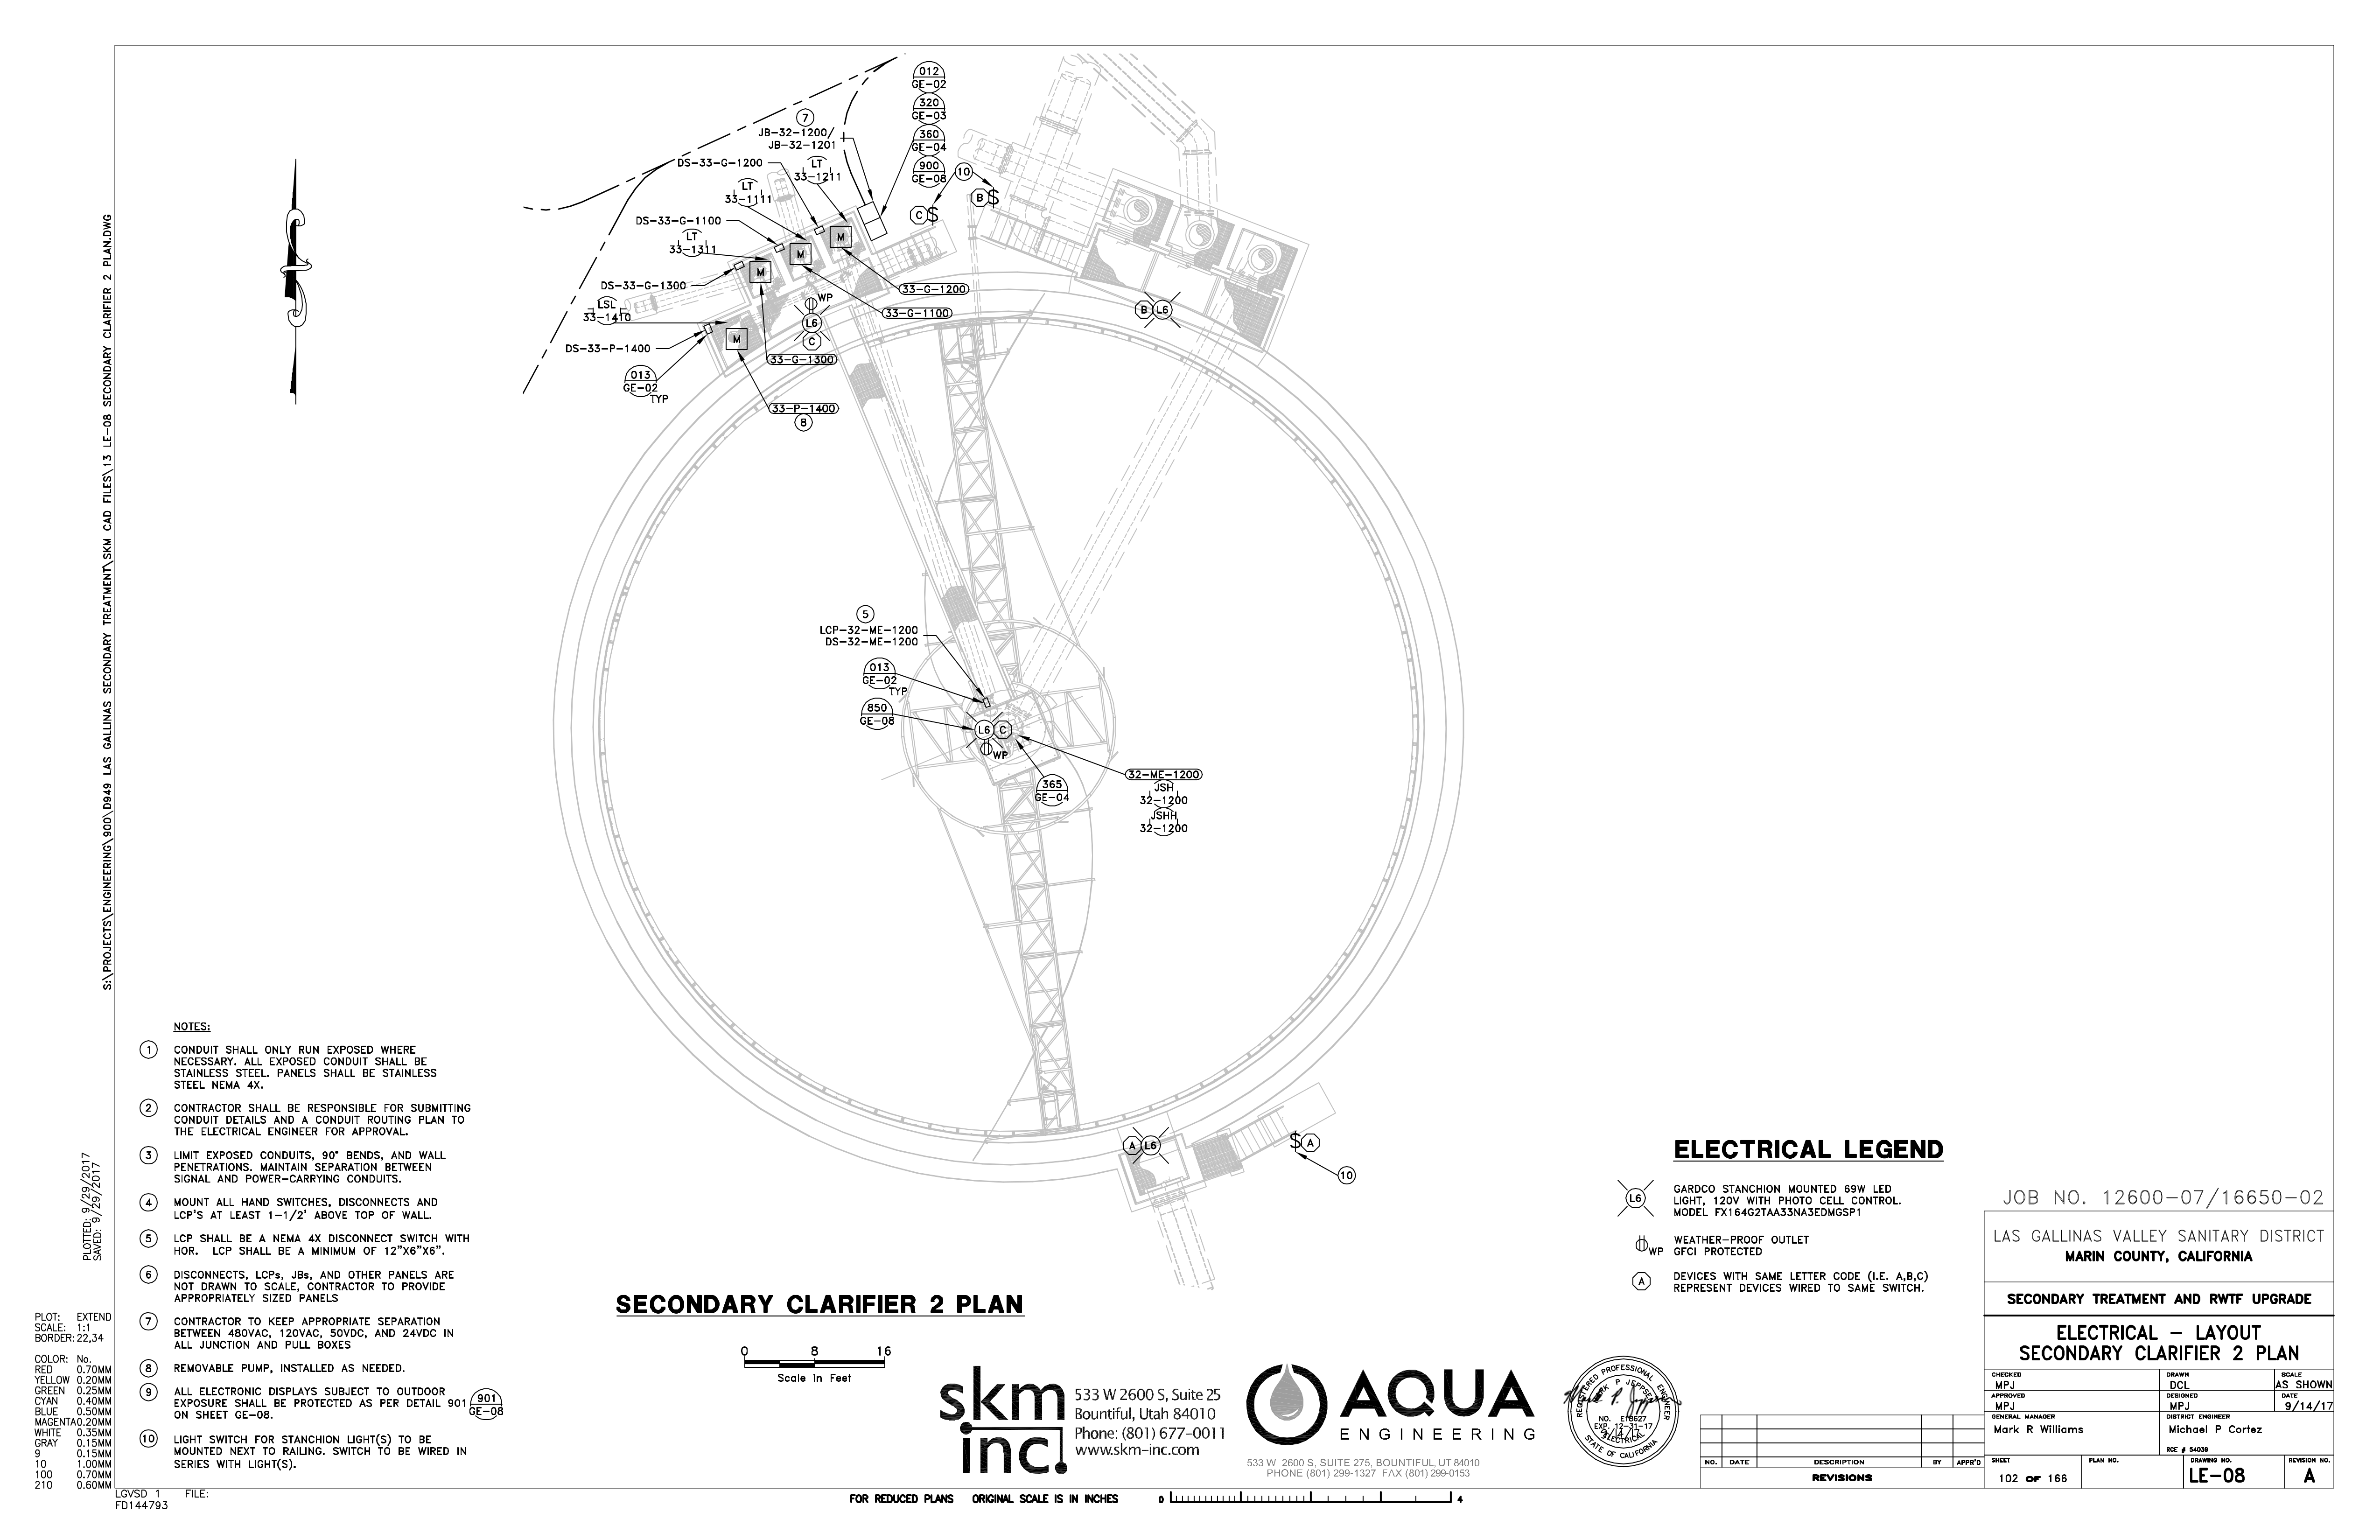 S:\PROJECTS\ENGINEERING\900\D949 LAS GALLINAS SECONDARY TREATMENT\SKM CAD FILES\13 LE-08 SECONDARY CLARIFIER 2 PLAN.DWG
PLOTTED: 9/29/2017
SAVED: 9/29/2017
012
GE-02
320
GE-03
360
GE-04
900
GE-08
7
JB-32-1200/
JB-32-1201
DS-33-G-1200
LT
33-1211
LT
33-1111
DS-33-G-1100
LT
33-1311
DS-33-G-1300
LSL
33-1410
DS-33-P-1400
013
GE-02
TYP
10
B $
C $
M
M
M
M
WP
L6
C
33-G-1200
33-G-1100
33-G-1300
33-P-1400
8
B L6
5
LCP-32-ME-1200
DS-32-ME-1200
013
GE-02
TYP
850
GE-08
L6 C
WP
365
GE-04
32-ME-1200
JSH
32-1200
JSHH
32-1200
A L6
$ A
10
NOTES:
1 CONDUIT SHALL ONLY RUN EXPOSED WHERE
NECESSARY. ALL EXPOSED CONDUIT SHALL BE
STAINLESS STEEL. PANELS SHALL BE STAINLESS
STEEL NEMA 4X.
2 CONTRACTOR SHALL BE RESPONSIBLE FOR SUBMITTING
CONDUIT DETAILS AND A CONDUIT ROUTING PLAN TO
THE ELECTRICAL ENGINEER FOR APPROVAL.
3 LIMIT EXPOSED CONDUITS, 90° BENDS, AND WALL
PENETRATIONS. MAINTAIN SEPARATION BETWEEN
SIGNAL AND POWER-CARRYING CONDUITS.
4 MOUNT ALL HAND SWITCHES, DISCONNECTS AND
LCP'S AT LEAST 1-1/2' ABOVE TOP OF WALL.
5 LCP SHALL BE A NEMA 4X DISCONNECT SWITCH WITH
HOR. LCP SHALL BE A MINIMUM OF 12"X6"X6".
6 DISCONNECTS, LCPs, JBs, AND OTHER PANELS ARE
NOT DRAWN TO SCALE, CONTRACTOR TO PROVIDE
APPROPRIATELY SIZED PANELS
7 CONTRACTOR TO KEEP APPROPRIATE SEPARATION
BETWEEN 480VAC, 120VAC, 50VDC, AND 24VDC IN
ALL JUNCTION AND PULL BOXES
8 REMOVABLE PUMP, INSTALLED AS NEEDED.
9 ALL ELECTRONIC DISPLAYS SUBJECT TO OUTDOOR
EXPOSURE SHALL BE PROTECTED AS PER DETAIL 901
ON SHEET GE-08.
901
GE-08
10 LIGHT SWITCH FOR STANCHION LIGHT(S) TO BE
MOUNTED NEXT TO RAILING. SWITCH TO BE WIRED IN
SERIES WITH LIGHT(S).
PLOT: EXTEND
SCALE: 1:1
BORDER: 22,34
COLOR: No.
RED 0.70MM
YELLOW 0.20MM
GREEN 0.25MM
CYAN 0.40MM
BLUE 0.50MM
MAGENTA 0.20MM
WHITE 0.35MM
GRAY 0.15MM
9 0.15MM
10 1.00MM
100 0.70MM
210 0.60MM
LGVSD 1 FILE:
FD144793
SECONDARY CLARIFIER 2 PLAN
0 8 16
Scale in Feet
skm
inc.
533 W 2600 S, Suite 25
Bountiful, Utah 84010
Phone: (801) 677-0011
www.skm-inc.com
AQUA
ENGINEERING
533 W 2600 S, SUITE 275, BOUNTIFUL, UT 84010
PHONE (801) 299-1327 FAX (801) 299-0153
REGISTERED PROFESSIONAL ENGINEER
MARK P JEPPSEN
NO. E18627
EXP. 12-31-17
ELECTRICAL
STATE OF CALIFORNIA
FOR REDUCED PLANS ORIGINAL SCALE IS IN INCHES 0 4
ELECTRICAL LEGEND
L6 GARDCO STANCHION MOUNTED 69W LED
LIGHT, 120V WITH PHOTO CELL CONTROL.
MODEL FX164G2TAA33NA3EDMGSP1
WP WEATHER-PROOF OUTLET
GFCI PROTECTED
A DEVICES WITH SAME LETTER CODE (I.E. A,B,C)
REPRESENT DEVICES WIRED TO SAME SWITCH.
JOB NO. 12600-07/16650-02
LAS GALLINAS VALLEY SANITARY DISTRICT
MARIN COUNTY, CALIFORNIA
SECONDARY TREATMENT AND RWTF UPGRADE
ELECTRICAL - LAYOUT
SECONDARY CLARIFIER 2 PLAN
CHECKED DRAWN SCALE
MPJ DCL AS SHOWN
APPROVED DESIGNED DATE
MPJ MPJ 9/14/17
GENERAL MANAGER DISTRICT ENGINEER
Mark R Williams Michael P Cortez
RCE # 54039
SHEET PLAN NO. DRAWING NO. REVISION NO.
102 OF 166 LE-08 A
NO. DATE DESCRIPTION BY APPR'D
REVISIONS